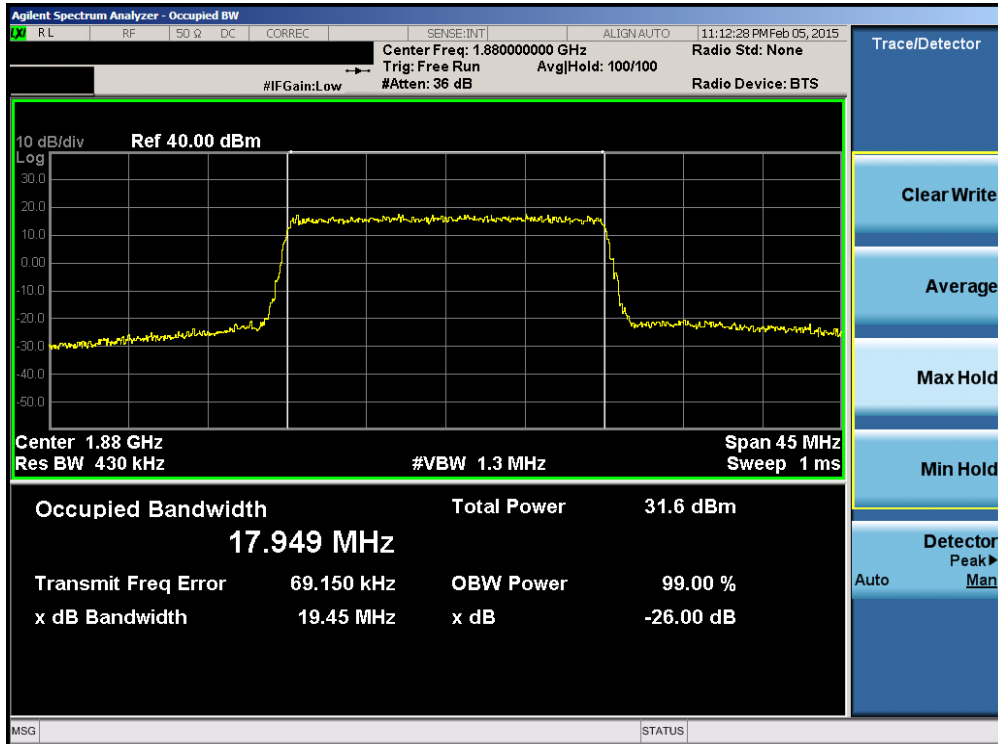 Agilent Spectrum Analyzer - Occupied BW
LXI RL RF 50 Ω DC CORREC SENSE:INT ALIGN AUTO 11:12:28 PM Feb 05, 2015
Center Freq: 1.880000000 GHz Radio Std: None
Trig: Free Run Avg|Hold: 100/100
#IFGain:Low #Atten: 36 dB Radio Device: BTS
10 dB/div Ref 40.00 dBm
Log
30.0
20.0
10.0
0.00
-10.0
-20.0
-30.0
-40.0
-50.0
Center 1.88 GHz Span 45 MHz
Res BW 430 kHz #VBW 1.3 MHz Sweep 1 ms
Occupied Bandwidth Total Power 31.6 dBm
17.949 MHz
Transmit Freq Error 69.150 kHz OBW Power 99.00 %
x dB Bandwidth 19.45 MHz x dB -26.00 dB
MSG STATUS
Trace/Detector
Clear Write
Average
Max Hold
Min Hold
Detector
Peak▶
Auto Man